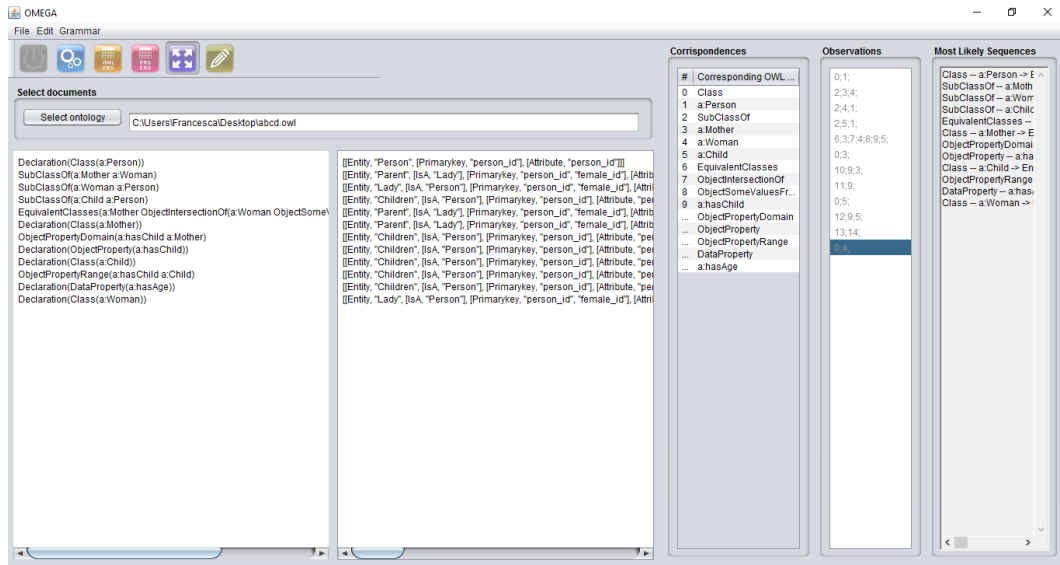 OMEGA
File Edit Grammar
OWL
ERD
ERD
ERD
Select documents
Select ontology
C:\Users\Francesca\Desktop\abcd.owl
Declaration(Class(a:Person))
SubClassOf(a:Mother a:Woman)
SubClassOf(a:Woman a:Person)
SubClassOf(a:Child a:Person)
EquivalentClasses(a:Mother ObjectIntersectionOf(a:Woman ObjectSome
Declaration(Class(a:Mother))
ObjectPropertyDomain(a:hasChild a:Mother)
Declaration(ObjectProperty(a:hasChild))
Declaration(Class(a:Child))
ObjectPropertyRange(a:hasChild a:Child)
Declaration(DataProperty(a:hasAge))
Declaration(Class(a:Woman))
[[Entity, "Person", [Primarykey, "person_id"], [Attribute, "person_id"]]]
[[Entity, "Parent", [IsA, "Lady"], [Primarykey, "person_id", "female_id"], [Attrib
[[Entity, "Lady", [IsA, "Person"], [Primarykey, "person_id", "female_id"], [Attri
[[Entity, "Children", [IsA, "Person"], [Primarykey, "person_id"], [Attribute, "per
[[Entity, "Parent", [IsA, "Lady"], [Primarykey, "person_id", "female_id"], [Attrib
[[Entity, "Parent", [IsA, "Lady"], [Primarykey, "person_id", "female_id"], [Attrib
[[Entity, "Children", [IsA, "Person"], [Primarykey, "person_id"], [Attribute, "per
[[Entity, "Children", [IsA, "Person"], [Primarykey, "person_id"], [Attribute, "per
[[Entity, "Children", [IsA, "Person"], [Primarykey, "person_id"], [Attribute, "per
[[Entity, "Children", [IsA, "Person"], [Primarykey, "person_id"], [Attribute, "per
[[Entity, "Children", [IsA, "Person"], [Primarykey, "person_id"], [Attribute, "per
[[Entity, "Lady", [IsA, "Person"], [Primarykey, "person_id", "female_id"], [Attri
Corrispondences
# Corresponding OWL ...
0 Class
1 a:Person
2 SubClassOf
3 a:Mother
4 a:Woman
5 a:Child
6 EquivalentClasses
7 ObjectIntersectionOf
8 ObjectSomeValuesFr...
9 a:hasChild
... ObjectPropertyDomain
... ObjectProperty
... ObjectPropertyRange
... DataProperty
... a:hasAge
Observations
0;1;
2;3;4;
2;4;1;
2;5;1;
6;3;7;4;8;9;5;
0;3;
10;9;3;
11;9;
0;5;
12;9;5;
13;14;
0;4;
Most Likely Sequences
Class -- a:Person -> E
SubClassOf -- a:Moth
SubClassOf -- a:Wom
SubClassOf -- a:Child
EquivalentClasses --
Class -- a:Mother -> E
ObjectPropertyDomai
ObjectProperty -- a:ha
Class -- a:Child -> En
ObjectPropertyRange
DataProperty -- a:has
Class -- a:Woman ->